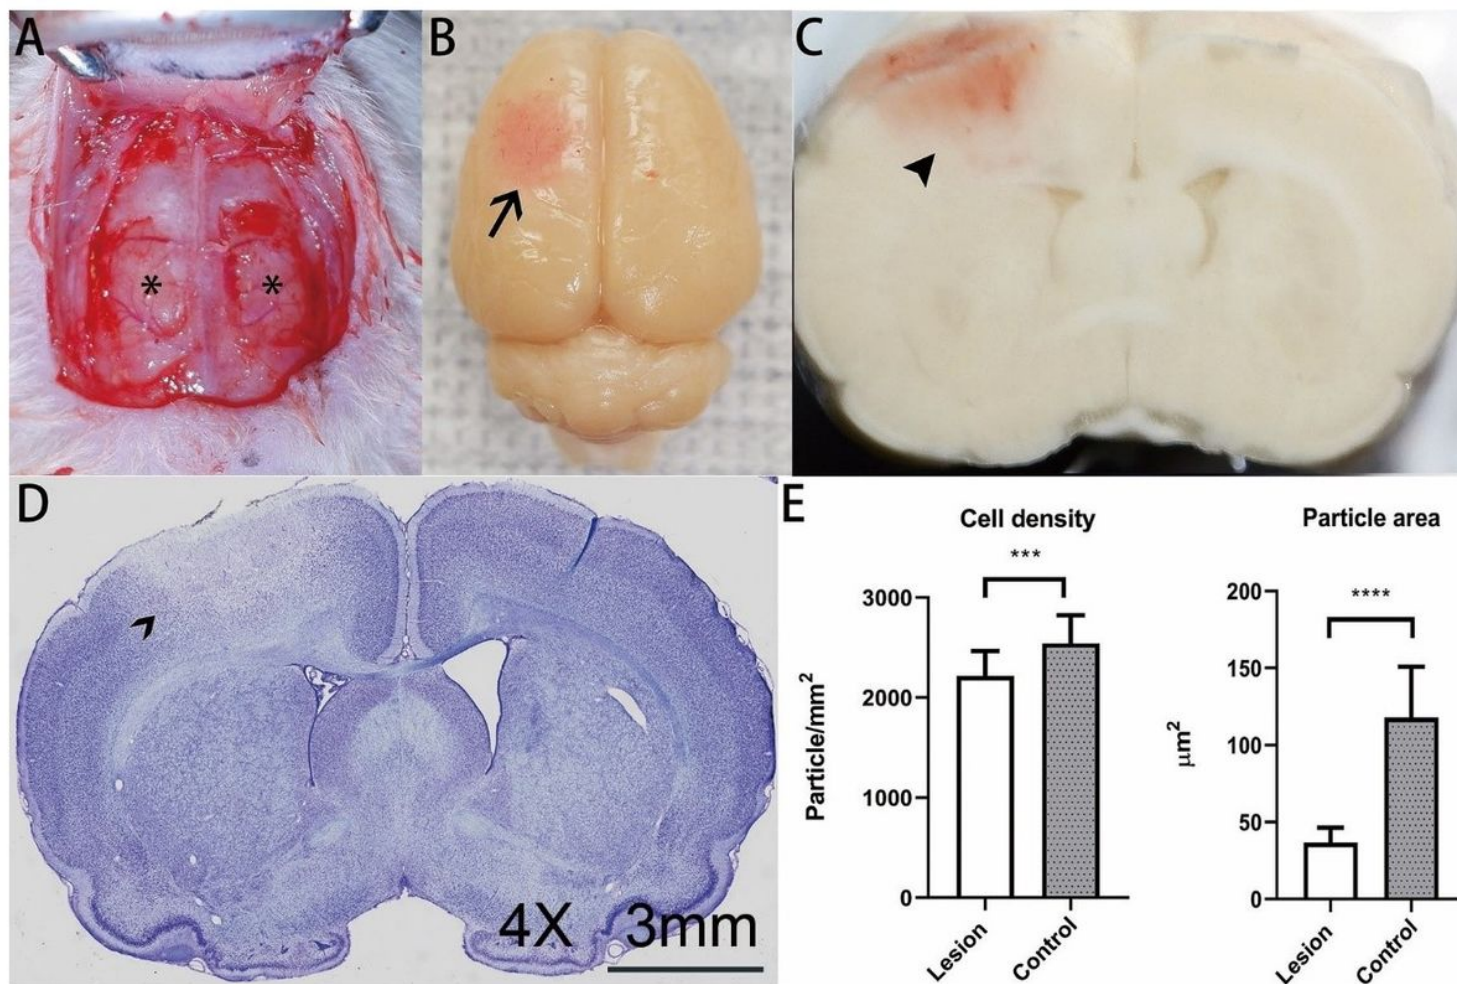 A
*
*
B
C
D
4X 3mm
E
Cell density
***
3000
2000
1000
0
Particle/mm²
Lesion
Control
Particle area
****
200
150
100
50
0
μm²
Lesion
Control